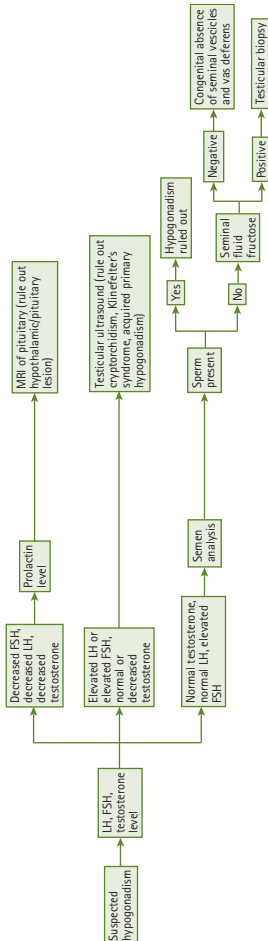 Suspected
hypogonadism
LH, FSH,
testosterone
level
Decreased FSH,
decreased LH,
decreased
testosterone
Prolactin
level
MRI of pituitary (rule out
hypothalamic/pituitary
lesion)
Elevated LH or
elevated FSH,
normal or
decreased
testosterone
Testicular ultrasound (rule out
cryptorchidism, Klinefelter's
syndrome, acquired primary
hypogonadism)
Normal testosterone,
normal LH, elevated
FSH
Semen
analysis
Sperm
present
Yes
Hypogonadism
ruled out
No
Seminal
fluid
fructose
Negative
Congenital absence
of seminal vescicles
and vas deferens
Positive
Testicular biopsy